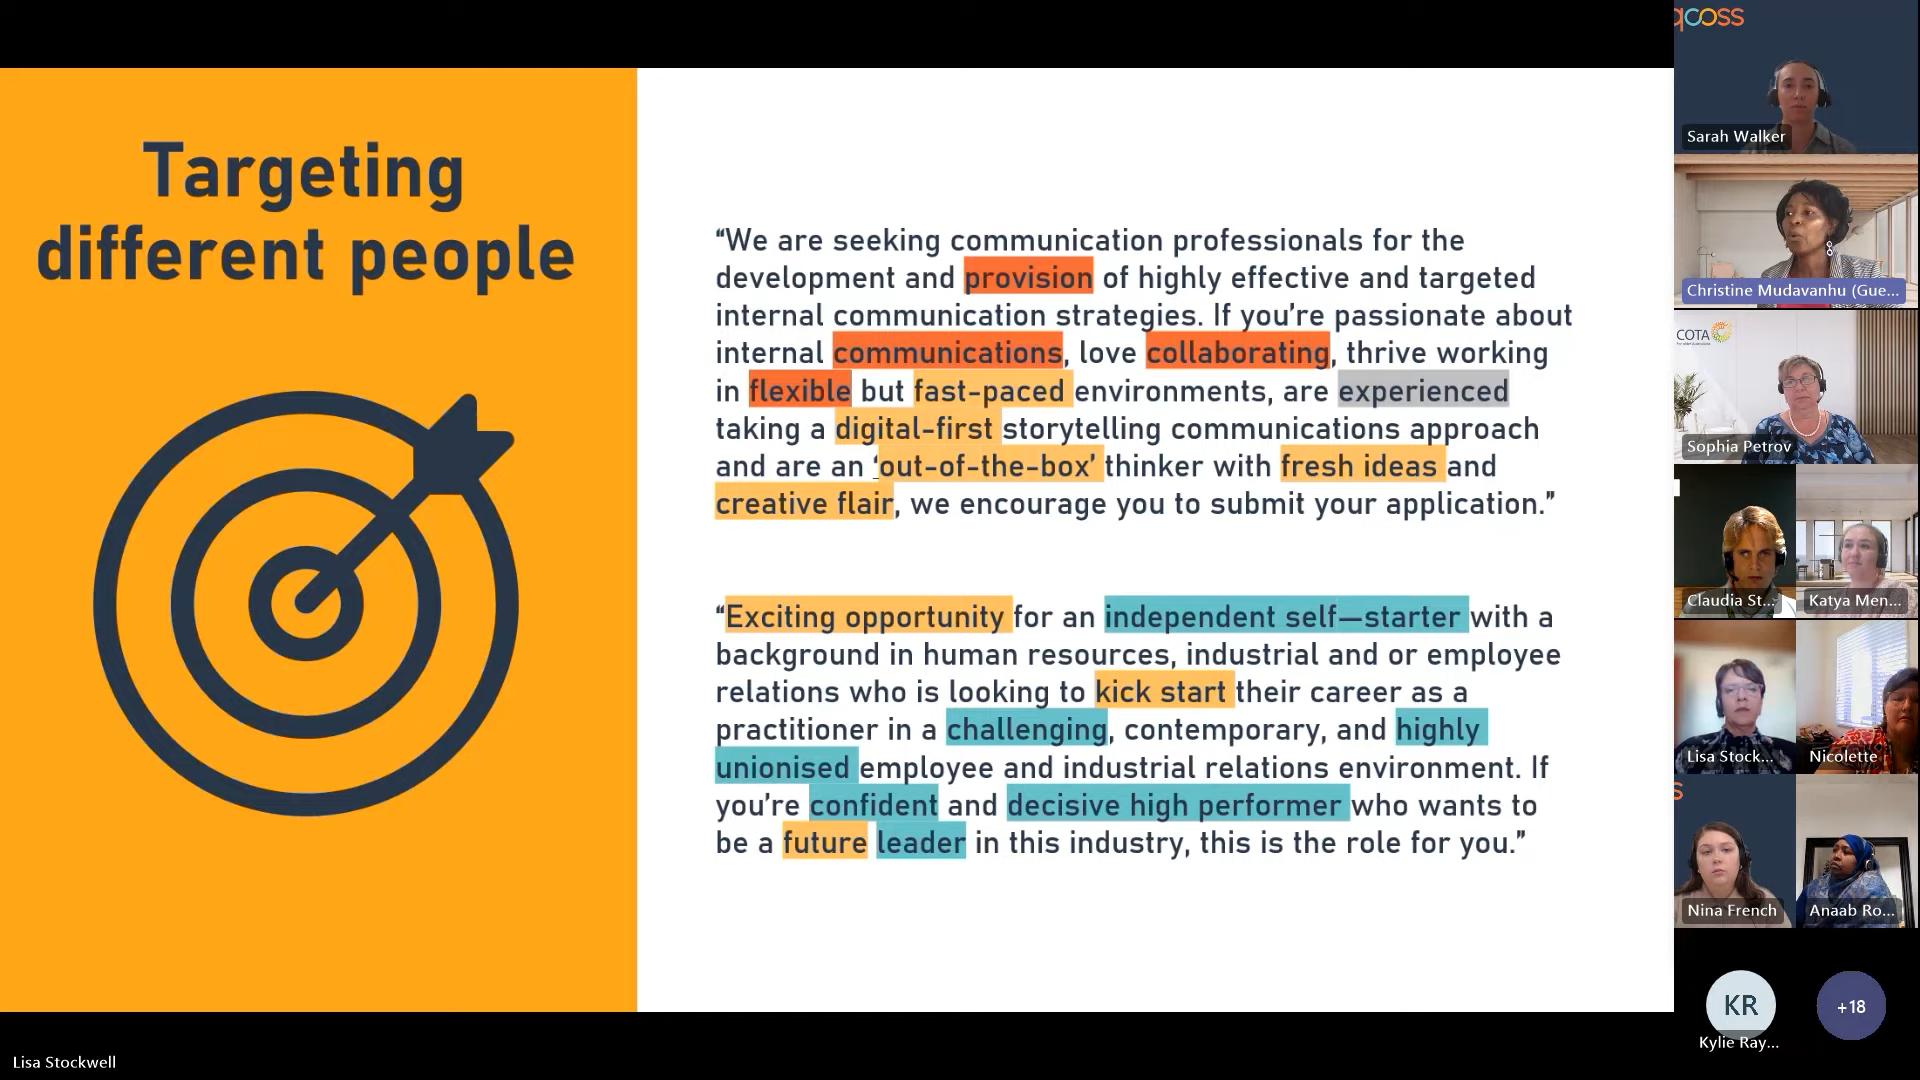 Targeting
different people
“We are seeking communication professionals for the
development and provision of highly effective and targeted
internal communication strategies. If you’re passionate about
internal communications, love collaborating, thrive working
in flexible but fast-paced environments, are experienced
taking a digital-first storytelling communications approach
and are an ‘out-of-the-box’ thinker with fresh ideas and
creative flair, we encourage you to submit your application.”
“Exciting opportunity for an independent self—starter with a
background in human resources, industrial and or employee
relations who is looking to kick start their career as a
practitioner in a challenging, contemporary, and highly
unionised employee and industrial relations environment. If
you’re confident and decisive high performer who wants to
be a future leader in this industry, this is the role for you.”
Lisa Stockwell
qcoss
Sarah Walker
Christine Mudavanhu (Gue...
COTA
Sophia Petrov
Claudia St...
Katya Men...
Lisa Stock...
Nicolette
s
Nina French
Anaab Ro...
KR
+18
Kylie Ray...